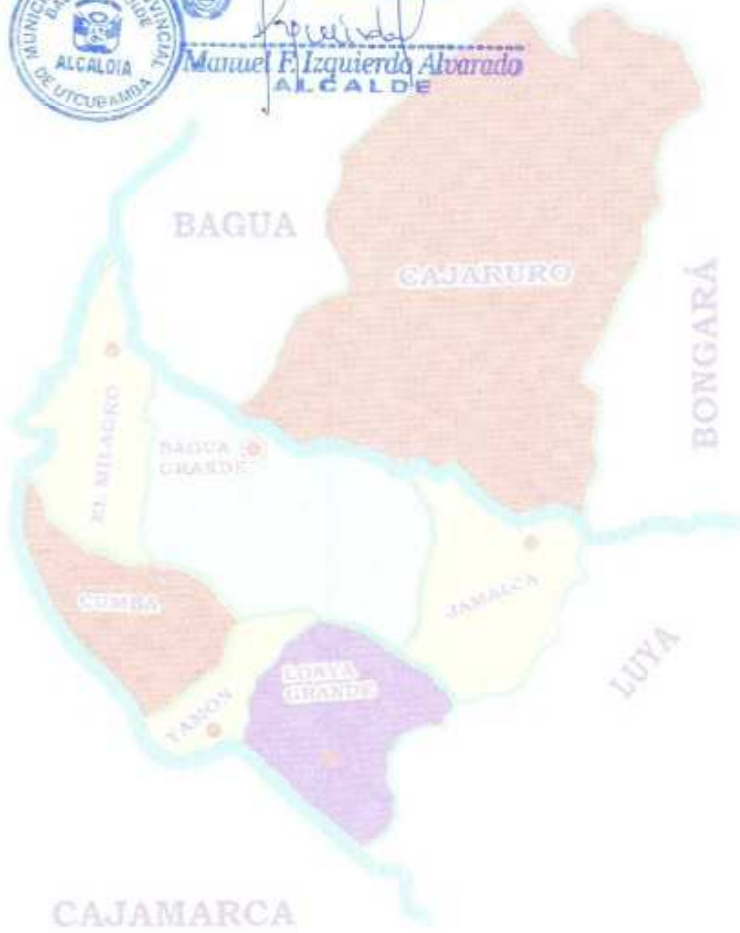 ALCALDIA
DE UTCUBAMBA
Manuel F. Izquierdo Alvarado
ALCALDE
BAGUA
CAJARURO
BONGARÁ
EL MILAGRO
BAGUA
GRANDE
CUMBA
JAMALCA
LUYA
LONYA
GRANDE
YAMON
CAJAMARCA